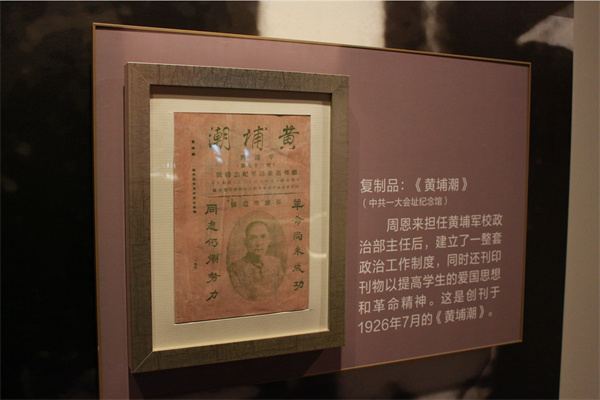 黄埔潮
革命尚未成功
同志仍需努力
复制品：《黄埔潮》
（中共一大会址纪念馆）
周恩来担任黄埔军校政
治部主任后，建立了一整套
政治工作制度，同时还刊印
刊物以提高学生的爱国思想
和革命精神。这是创刊于
1926年7月的《黄埔潮》。